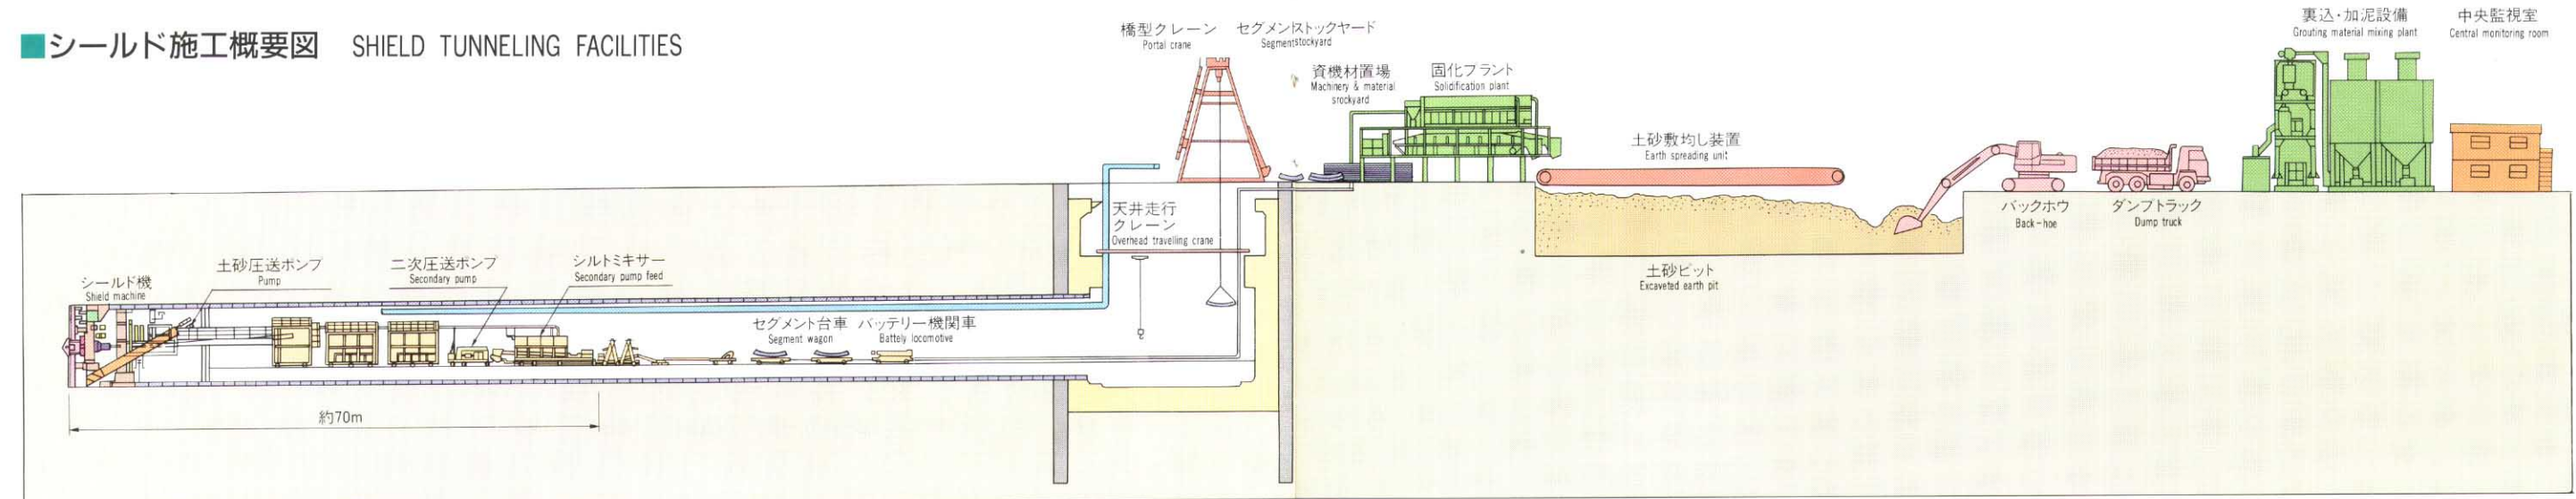 ■シールド施工概要図 SHIELD TUNNELING FACILITIES
橋型クレーン
Portal crane
セグメントストックヤード
Segmentstockyard
資機材置場
Machinery & material
srockyard
固化プラント
Solidification plant
土砂敷均し装置
Earth spreading unit
裏込・加泥設備
Grouting material mixing plant
中央監視室
Central monitoring room
バックホウ
Back-hoe
ダンプトラック
Dump truck
土砂ピット
Excaveted earth pit
天井走行
クレーン
Overhead travelling crane
シールド機
Shield machine
土砂圧送ポンプ
Pump
二次圧送ポンプ
Secondary pump
シルトミキサー
Secondary pump feed
セグメント台車
Segment wagon
バッテリー機関車
Battely locomotive
約70m